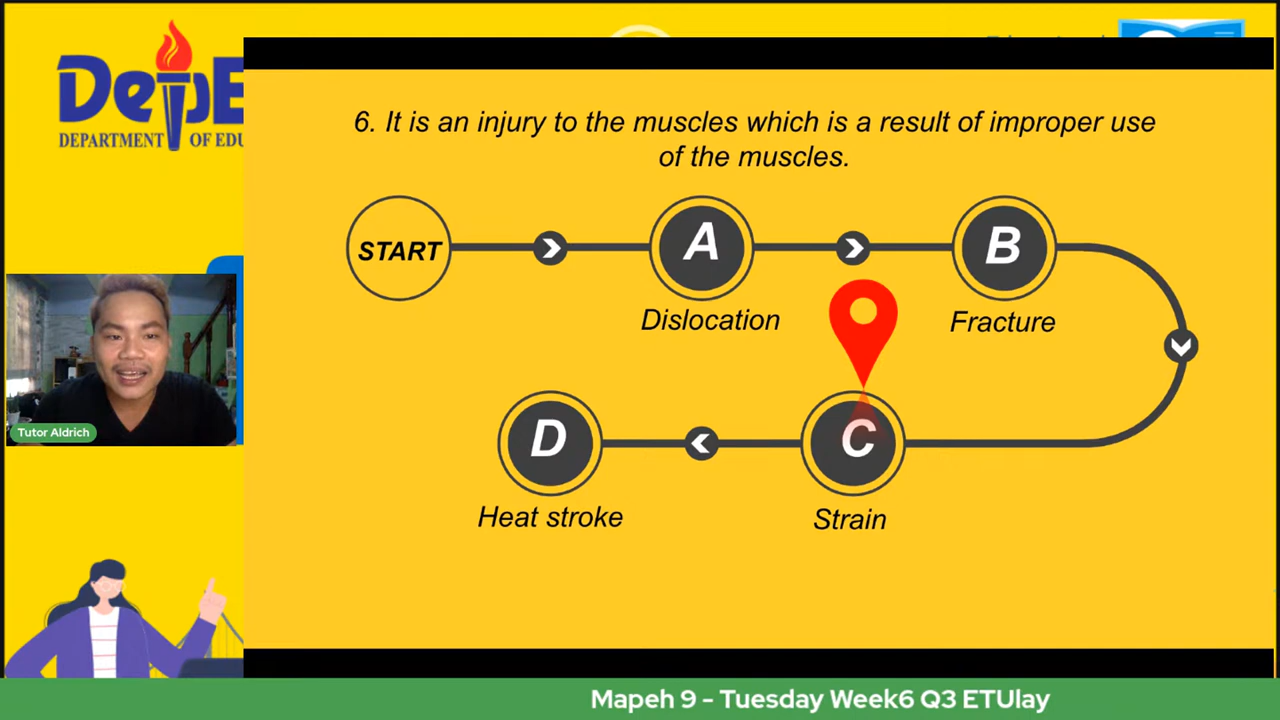 DepE
DEPARTMENT OF EDU
6. It is an injury to the muscles which is a result of improper use
of the muscles.
START
A
B
Dislocation
Fracture
D
C
Heat stroke
Strain
Tutor Aldrich
Mapeh 9 - Tuesday Week6 Q3 ETUlay